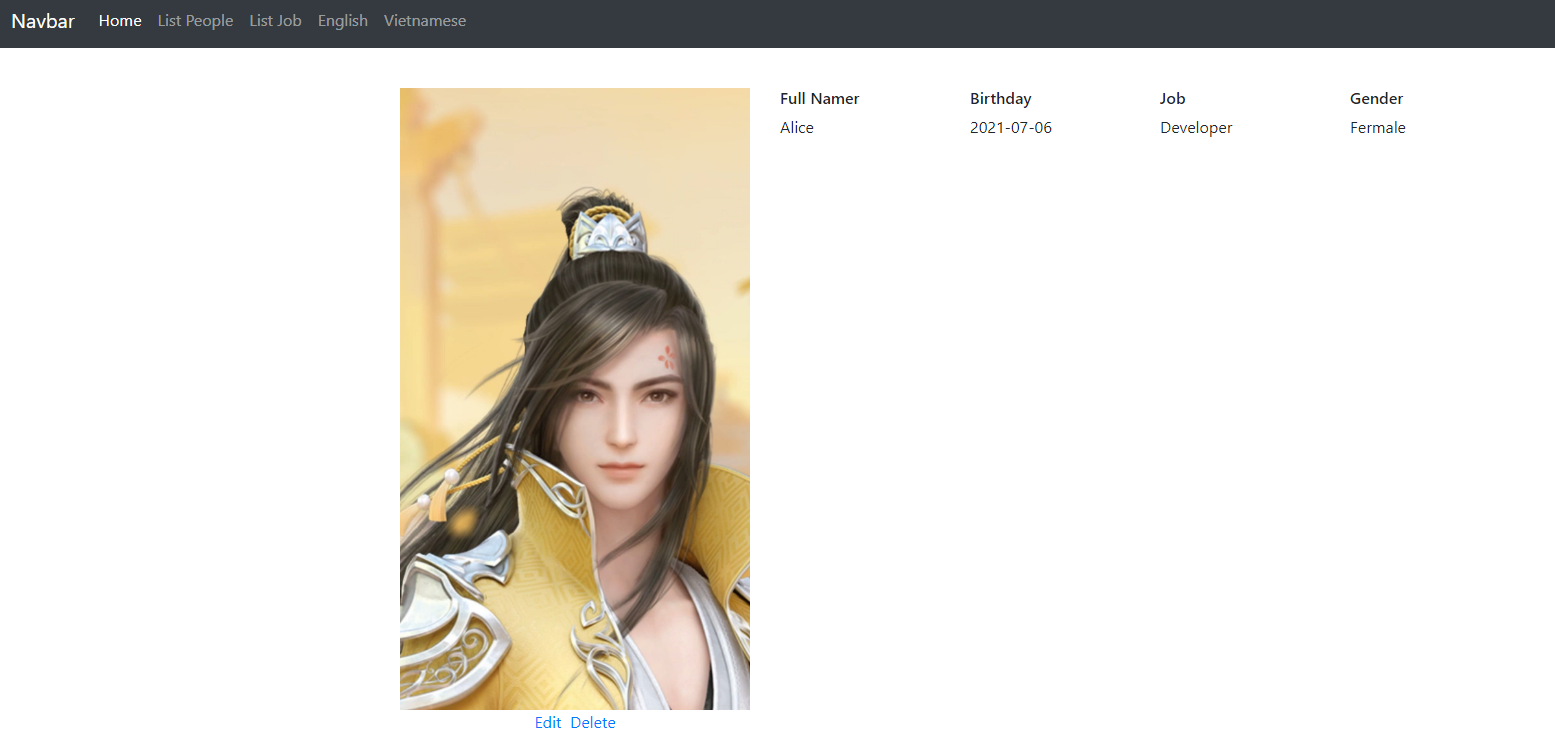 Navbar Home List People List Job English Vietnamese
Full Namer Birthday Job Gender
Alice 2021-07-06 Developer Fermale
Edit Delete